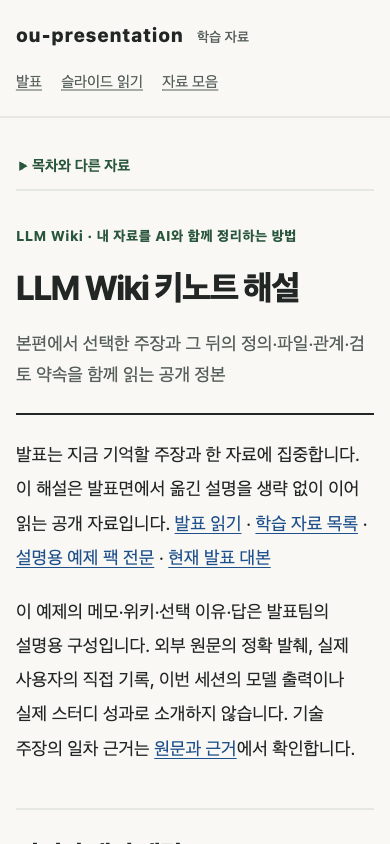 ou-presentation 학습 자료
발표 슬라이드 읽기 자료 모음
▶ 목차와 다른 자료
LLM Wiki · 내 자료를 AI와 함께 정리하는 방법
LLM Wiki 키노트 해설
본편에서 선택한 주장과 그 뒤의 정의·파일·관계·검
토 약속을 함께 읽는 공개 정본
발표는 지금 기억할 주장과 한 자료에 집중합니다.
이 해설은 발표면에서 옮긴 설명을 생략 없이 이어
읽는 공개 자료입니다. 발표 읽기 · 학습 자료 목록 ·
설명용 예제 팩 전문 · 현재 발표 대본
이 예제의 메모·위키·선택 이유·답은 발표팀의
설명용 구성입니다. 외부 원문의 정확 발췌, 실제
사용자의 직접 기록, 이번 세션의 모델 출력이나
실제 스터디 성과로 소개하지 않습니다. 기술
주장의 일차 근거는 원문과 근거에서 확인합니다.